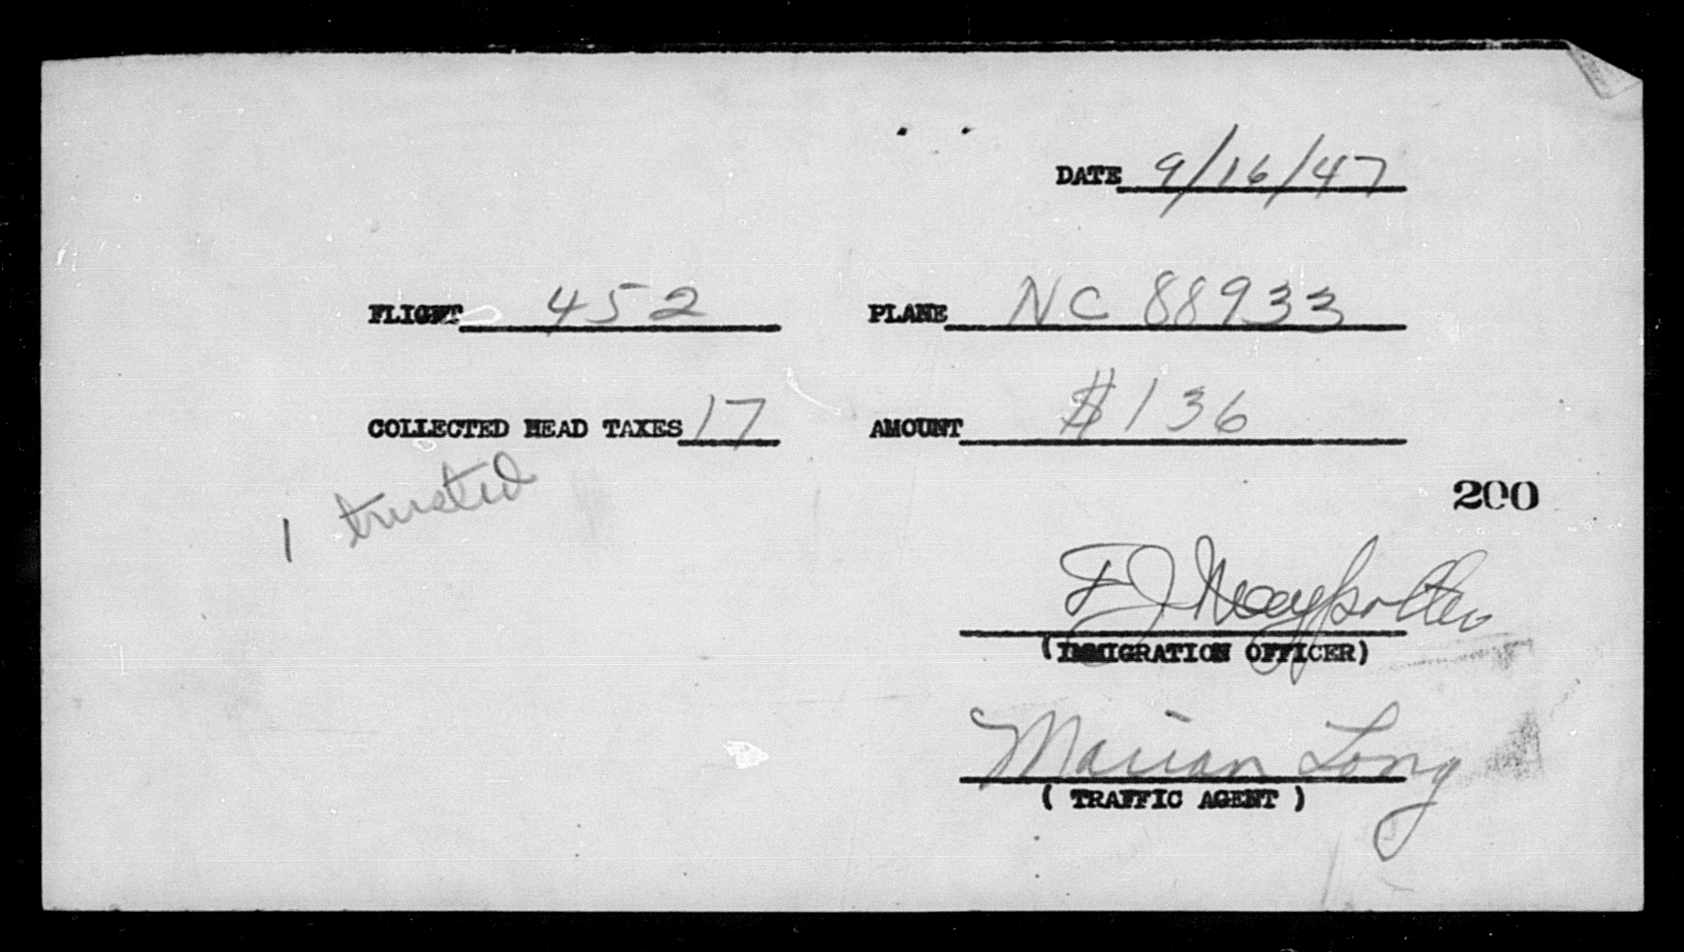 DATE 9/16/47
FLIGHT 452 PLANE NC 88933
COLLECTED HEAD TAXES 17 AMOUNT $136
1 trusted
200
F J
(IMMIGRATION OFFICER)
Marian Long
( TRAFFIC AGENT )